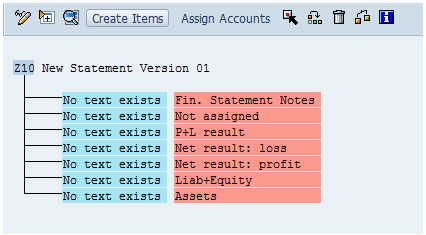 Create Items Assign Accounts
Z10 New Statement Version 01
No text exists Fin. Statement Notes
No text exists Not assigned
No text exists P+L result
No text exists Net result: loss
No text exists Net result: profit
No text exists Liab+Equity
No text exists Assets